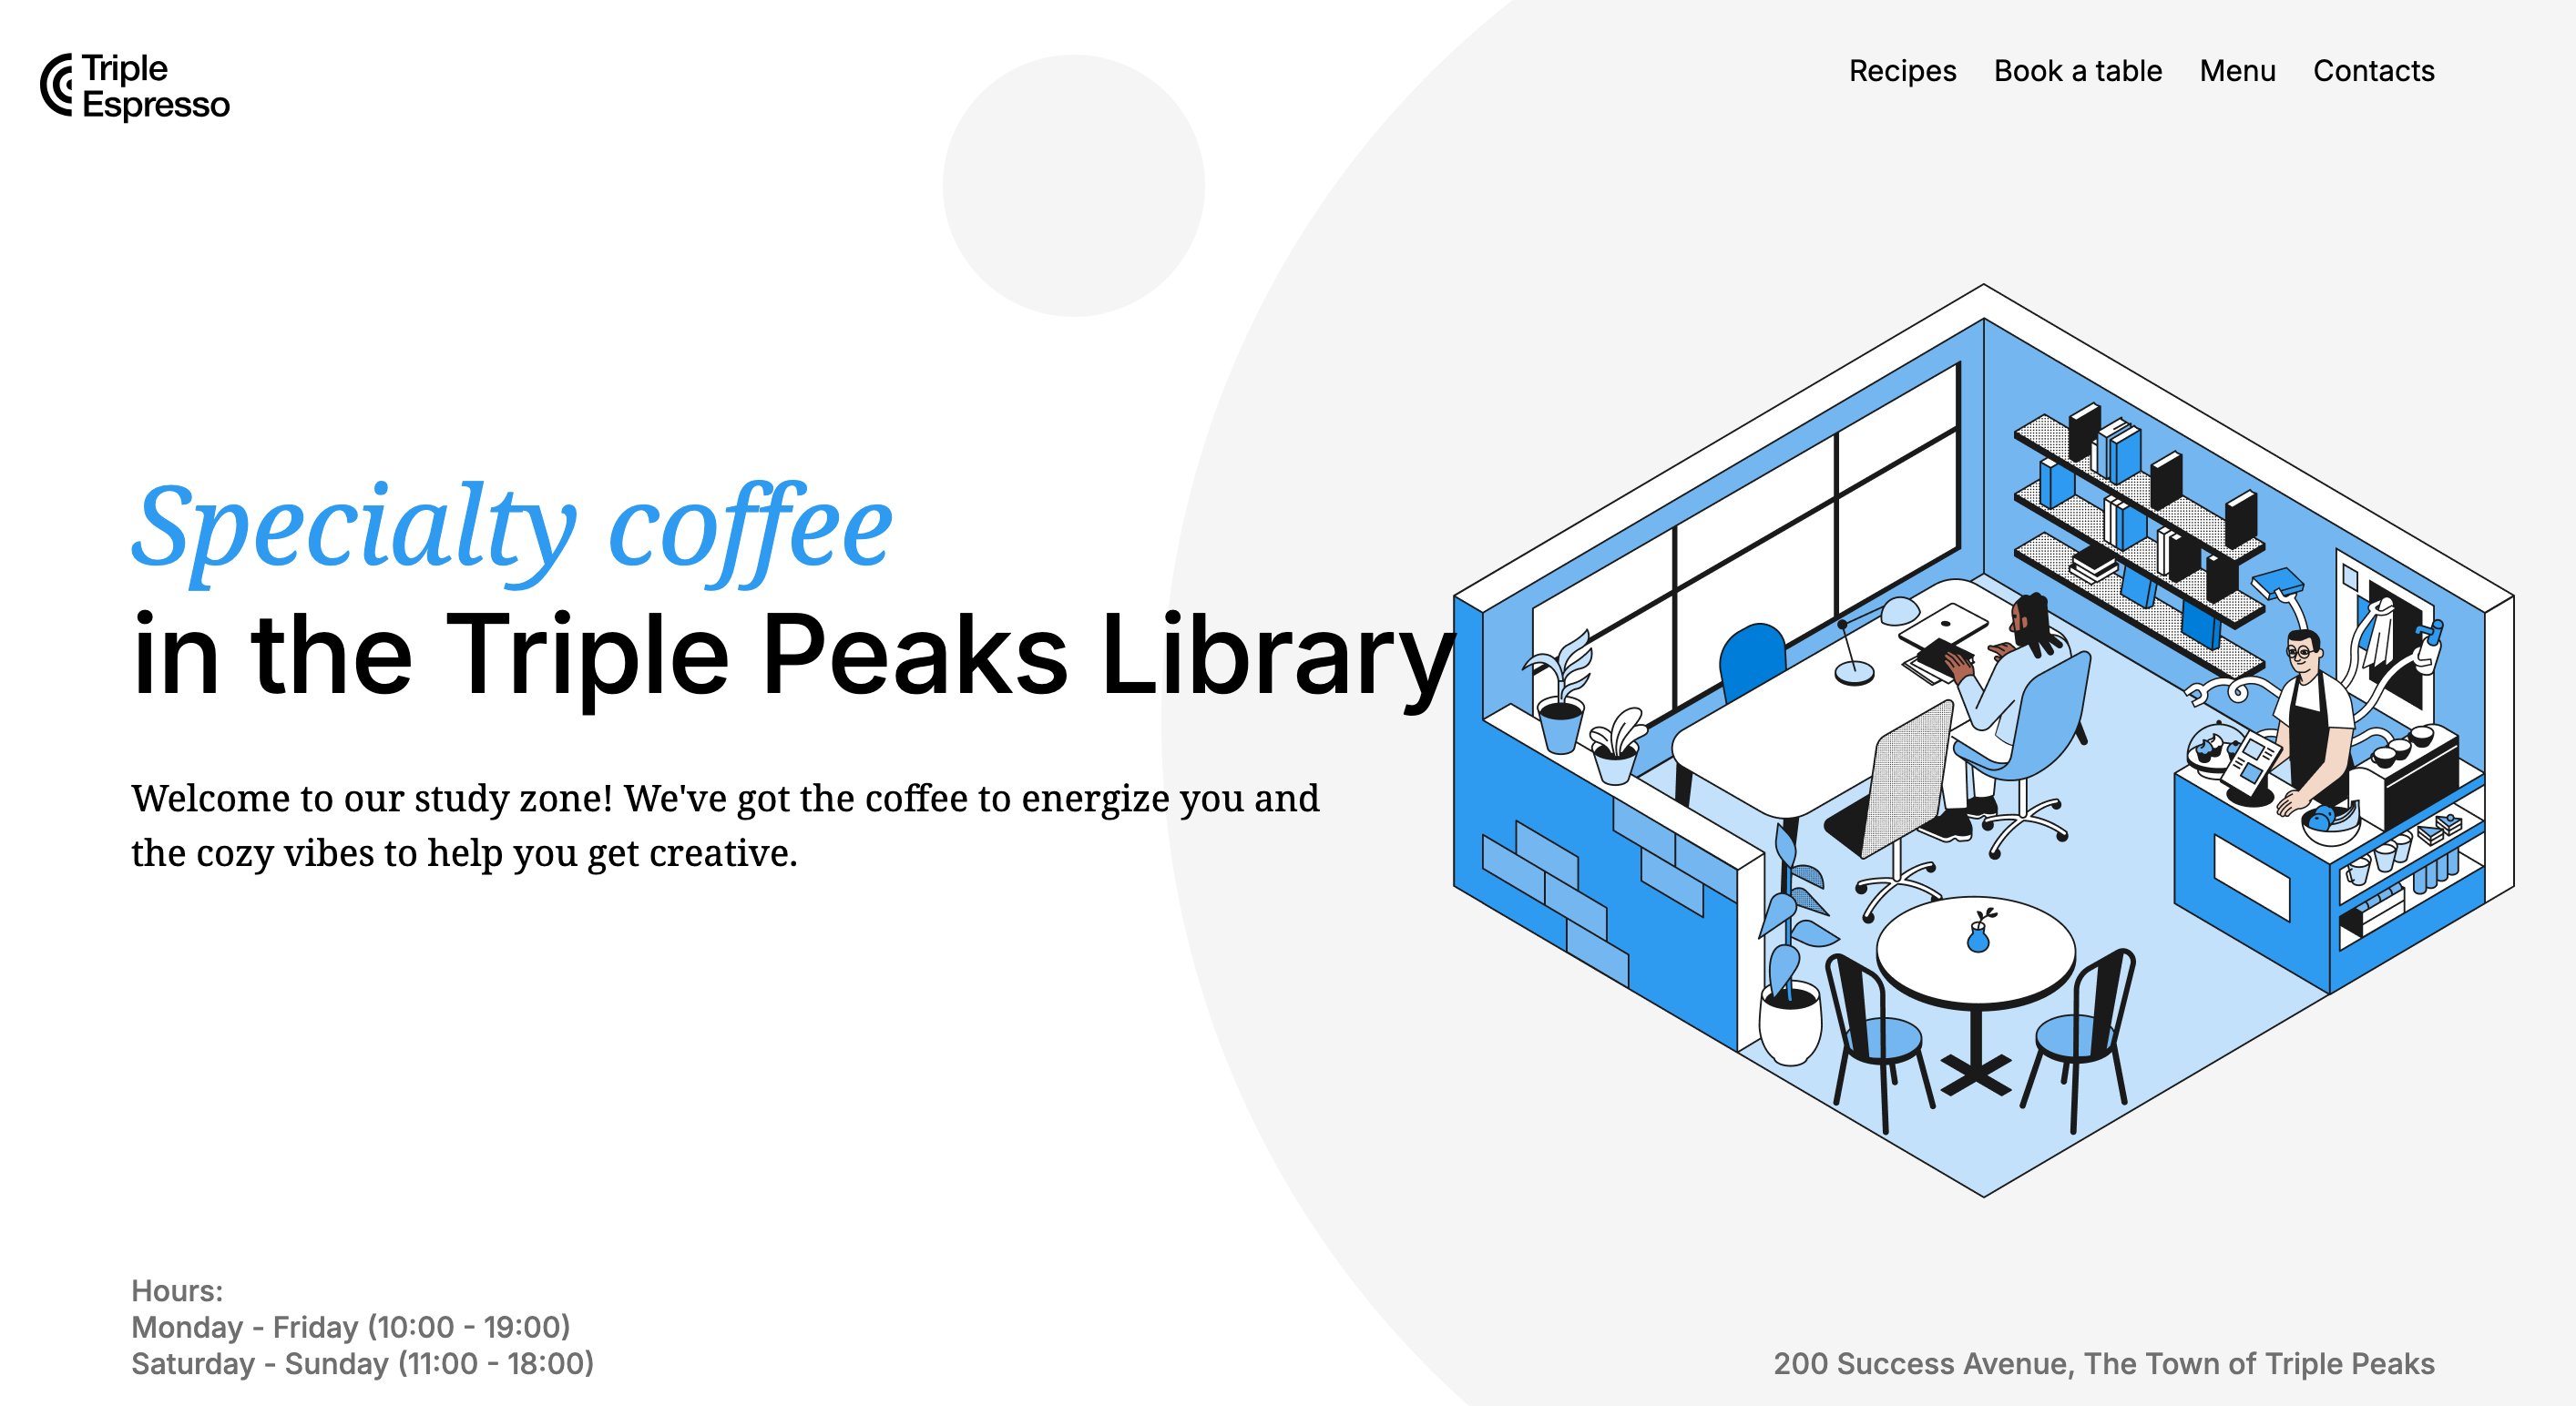 Triple
Espresso
Recipes Book a table Menu Contacts
Specialty coffee
in the Triple Peaks Library
Welcome to our study zone! We've got the coffee to energize you and
the cozy vibes to help you get creative.
Hours:
Monday - Friday (10:00 - 19:00)
Saturday - Sunday (11:00 - 18:00)
200 Success Avenue, The Town of Triple Peaks